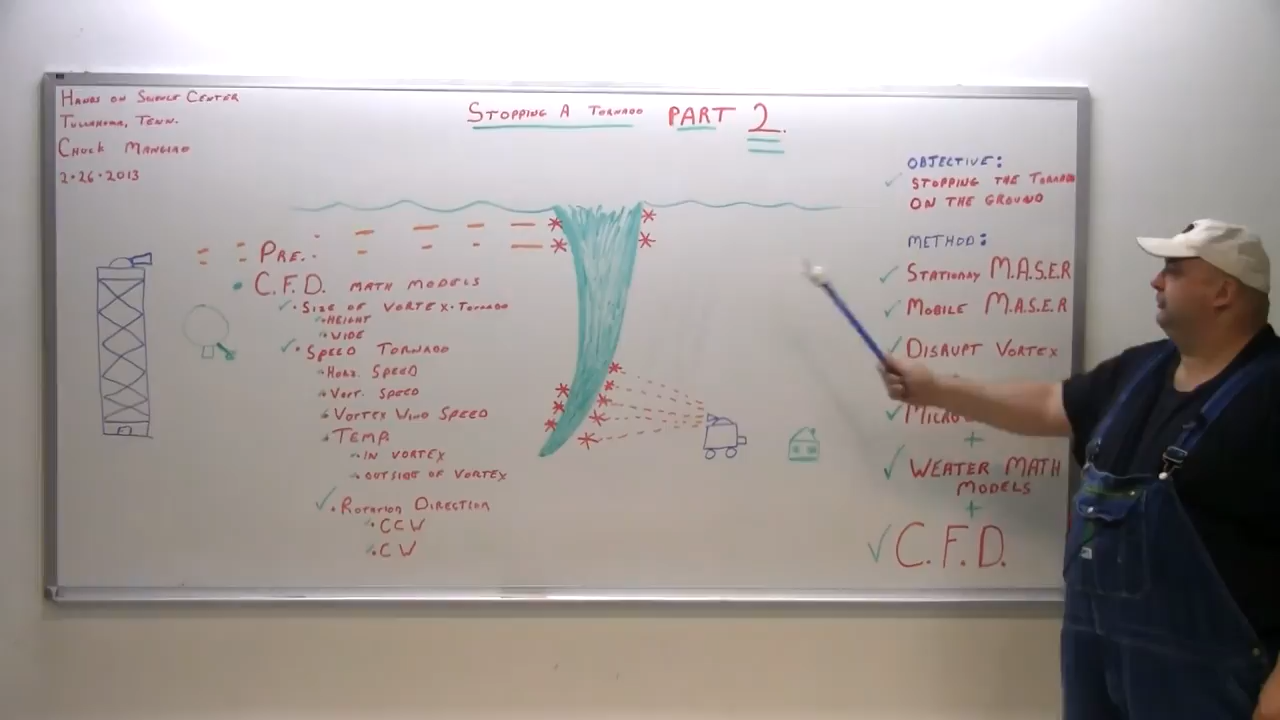 HANDS ON SCIENCE CENTER
TULLAHOMA, TENN.
CHUCK
2.26.2013
STOPPING A TORNADO PART 2.
PRE.
C.F.D. MATH MODELS
SIZE OF VORTEX-TORNADO
HEIGHT
WIDE
SPEED TORNADO
HORZ. SPEED
VERT. SPEED
VORTEX WIND SPEED
TEMP.
IN VORTEX
OUTSIDE OF VORTEX
ROTATION DIRECTION
CCW
CW
OBJECTIVE:
STOPPING THE TORNADO
ON THE GROUND
METHOD:
STATIONARY M.A.S.E.R
MOBILE M.A.S.E.R
DISRUPT VORTEX
+
WEATER MATH
MODELS
+
C.F.D.